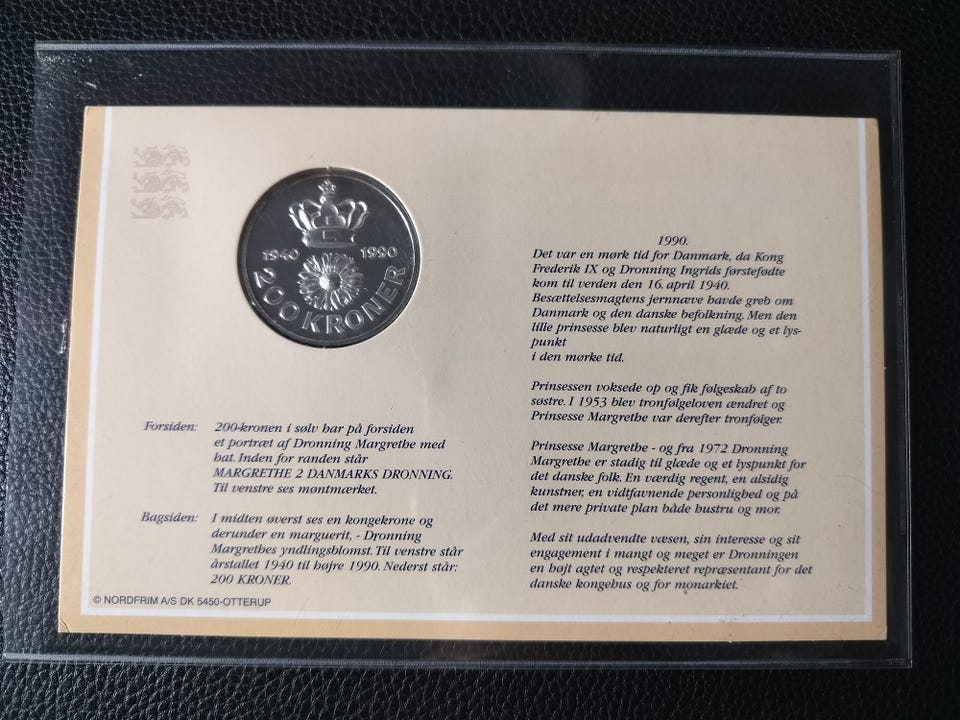 1940 1990
200 KRONER
Forsiden: 200-kronen i sølv har på forsiden
et portræt af Dronning Margrethe med
hat. Inden for randen står
MARGRETHE 2 DANMARKS DRONNING.
Til venstre ses møntmærket.
Bagsiden: I midten øverst ses en kongekrone og
derunder en marguerit, - Dronning
Margrethes yndlingsblomst. Til venstre står
årstallet 1940 til højre 1990. Nederst står:
200 KRONER.
© NORDFRIM A/S DK 5450-OTTERUP
1990.
Det var en mørk tid for Danmark, da Kong
Frederik IX og Dronning Ingrids førstefødte
kom til verden den 16. april 1940.
Besættelsesmagtens jernnæve havde greb om
Danmark og den danske befolkning. Men den
lille prinsesse blev naturligt en glæde og et lys-
punkt
i den mørke tid.
Prinsessen voksede op og fik følgeskab af to
søstre. I 1953 blev tronfølgeloven ændret og
Prinsesse Margrethe var derefter tronfølger.
Prinsesse Margrethe - og fra 1972 Dronning
Margrethe er stadig til glæde og et lyspunkt for
det danske folk. En værdig regent, en alsidig
kunstner, en vidtfavnende personlighed og på
det mere private plan både hustru og mor.
Med sit udadvendte væsen, sin interesse og sit
engagement i mangt og meget er Dronningen
en højt agtet og respekteret repræsentant for det
danske kongehus og for monarkiet.